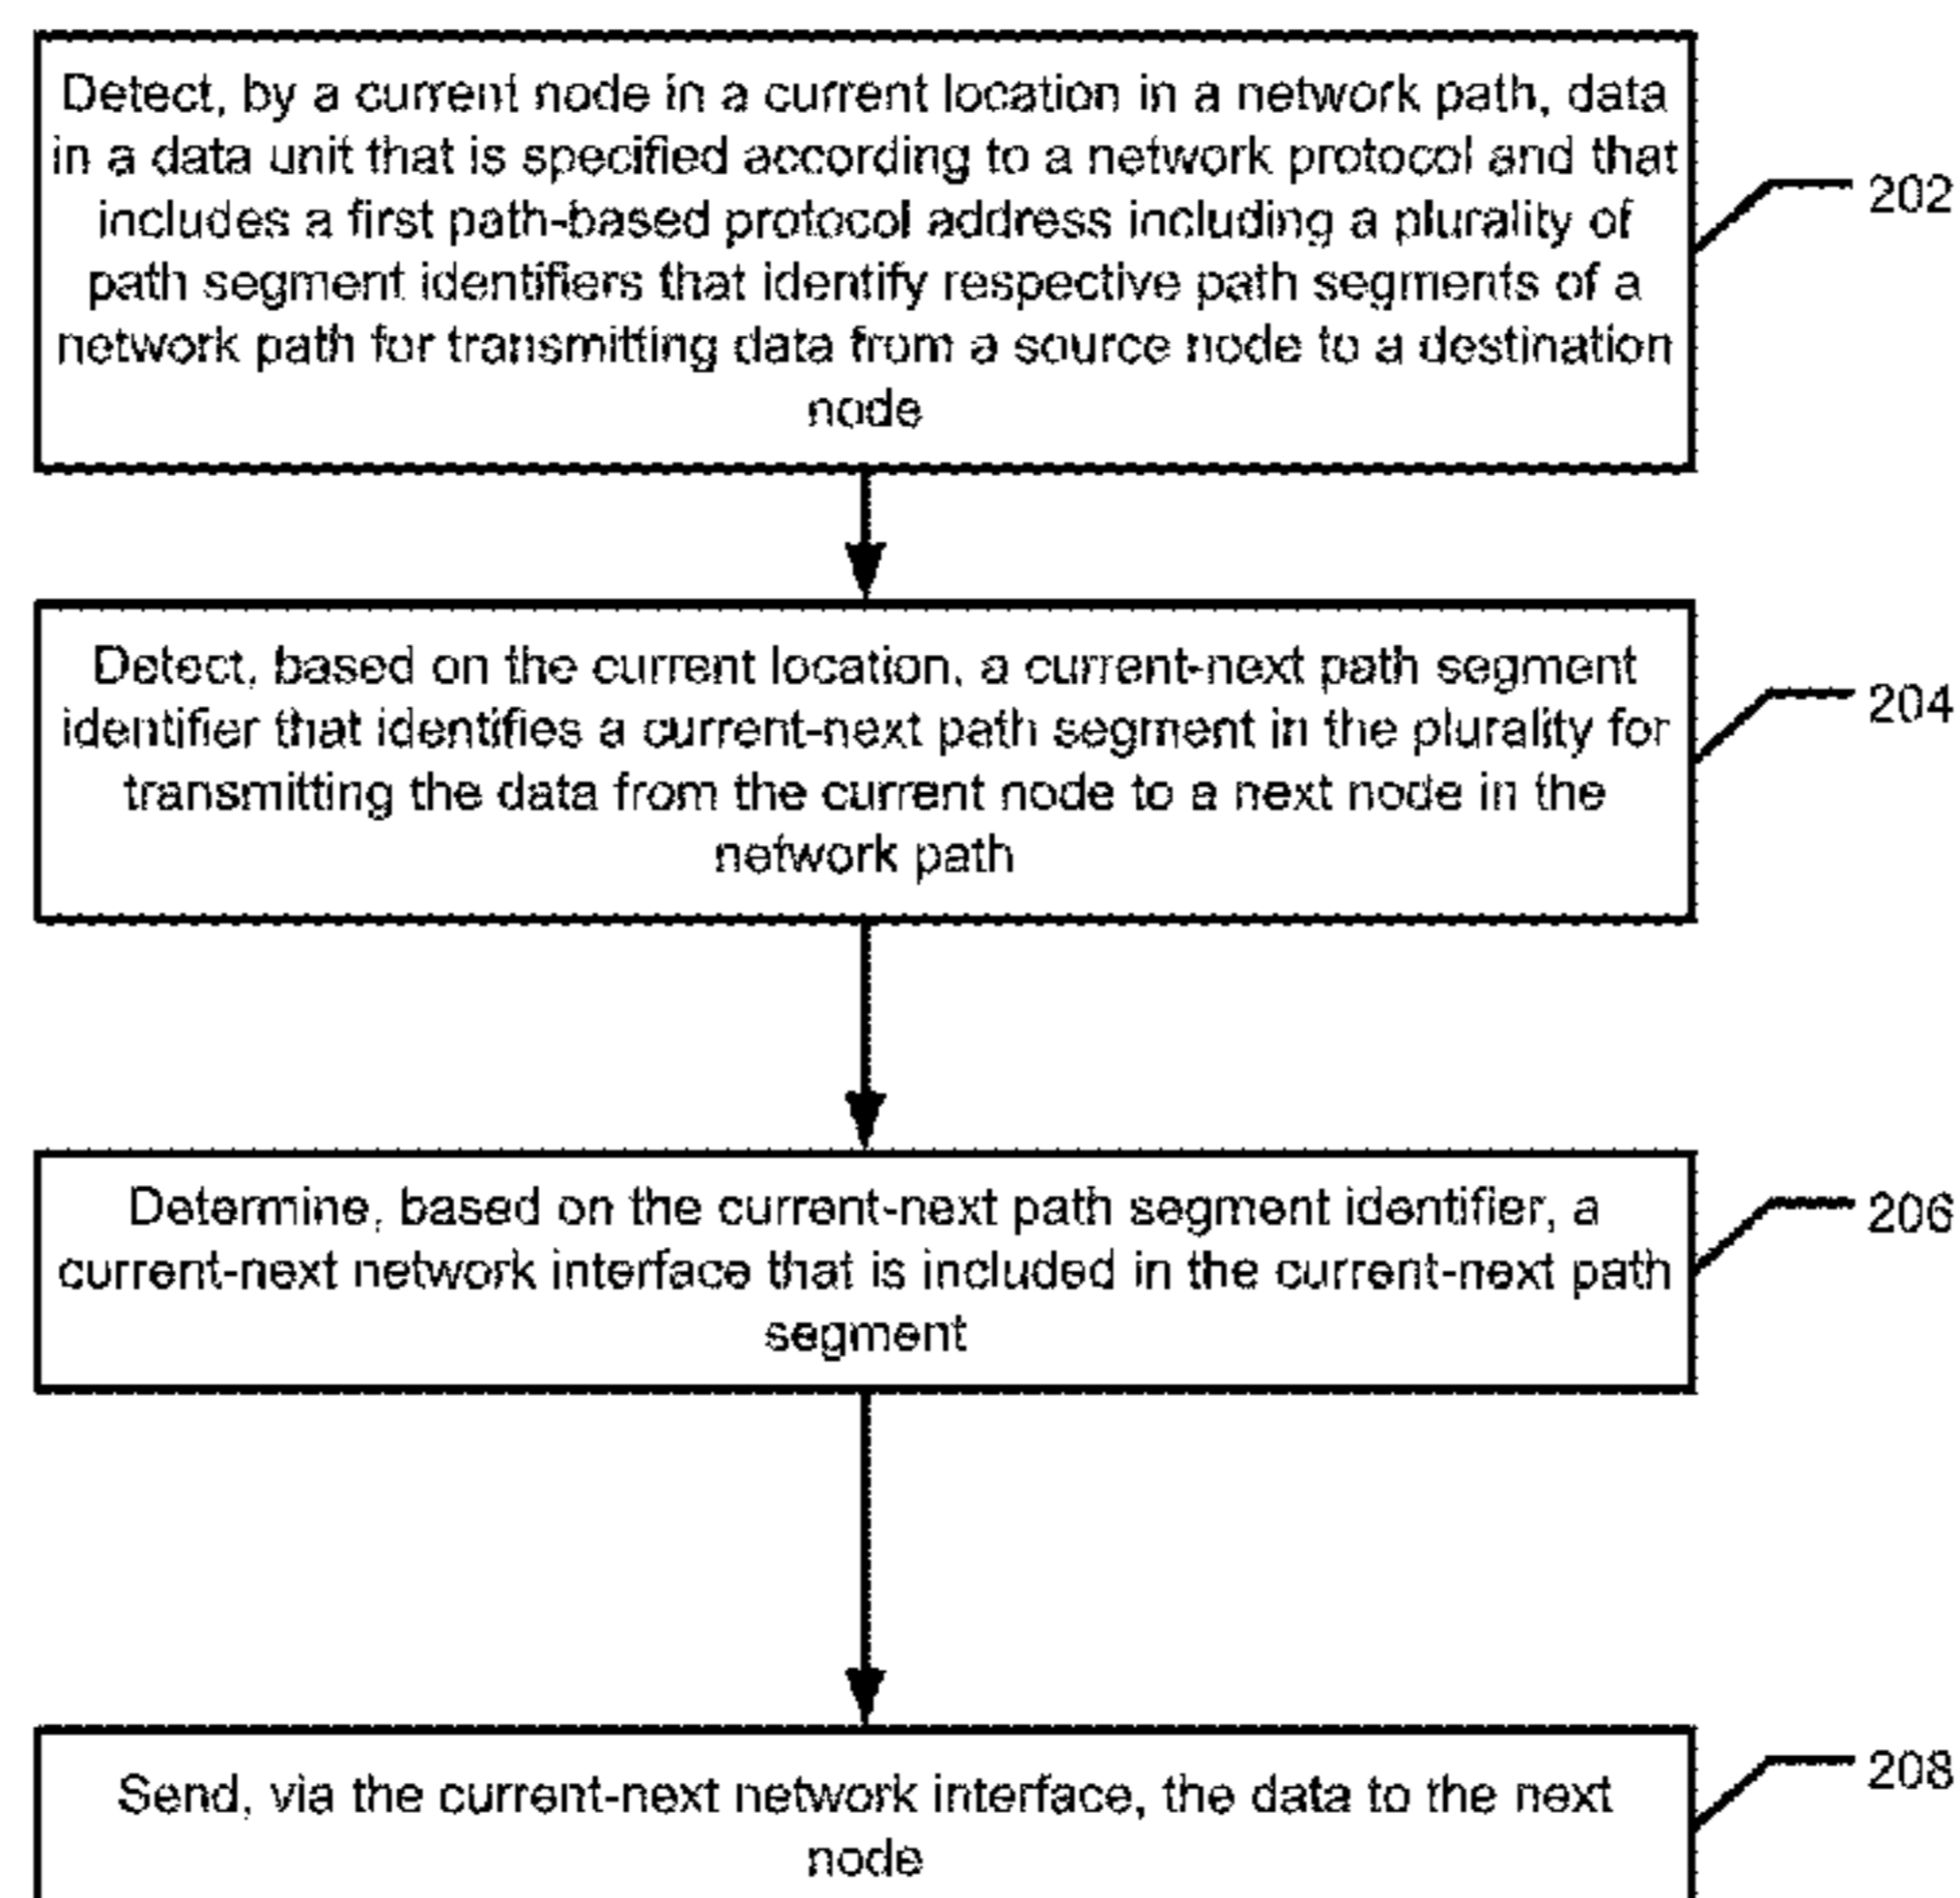 Detect, by a current node in a current location in a network path, data
in a data unit that is specified according to a network protocol and that
includes a first path-based protocol address including a plurality of
path segment identifiers that identify respective path segments of a
network path for transmitting data from a source node to a destination
node
202
Detect, based on the current location, a current-next path segment
identifier that identifies a current-next path segment in the plurality for
transmitting the data from the current node to a next node in the
network path
204
Determine, based on the current-next path segment identifier, a
current-next network interface that is included in the current-next path
segment
206
Send, via the current-next network interface, the data to the next
node
208